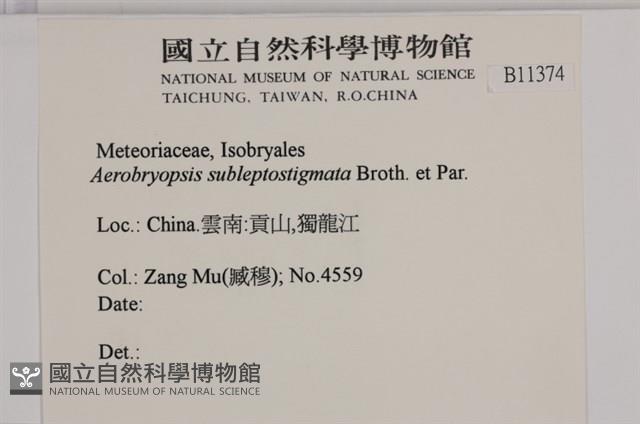 國立自然科學博物館
NATIONAL MUSEUM OF NATURAL SCIENCE
TAICHUNG, TAIWAN, R.O.CHINA
B11374
Meteoriaceae, Isobryales
Aerobryopsis subleptostigmata Broth. et Par.
Loc.: China.雲南:貢山,獨龍江
Col.: Zang Mu(臧穆); No.4559
Date:
Det.:
國立自然科學博物館
NATIONAL MUSEUM OF NATURAL SCIENCE